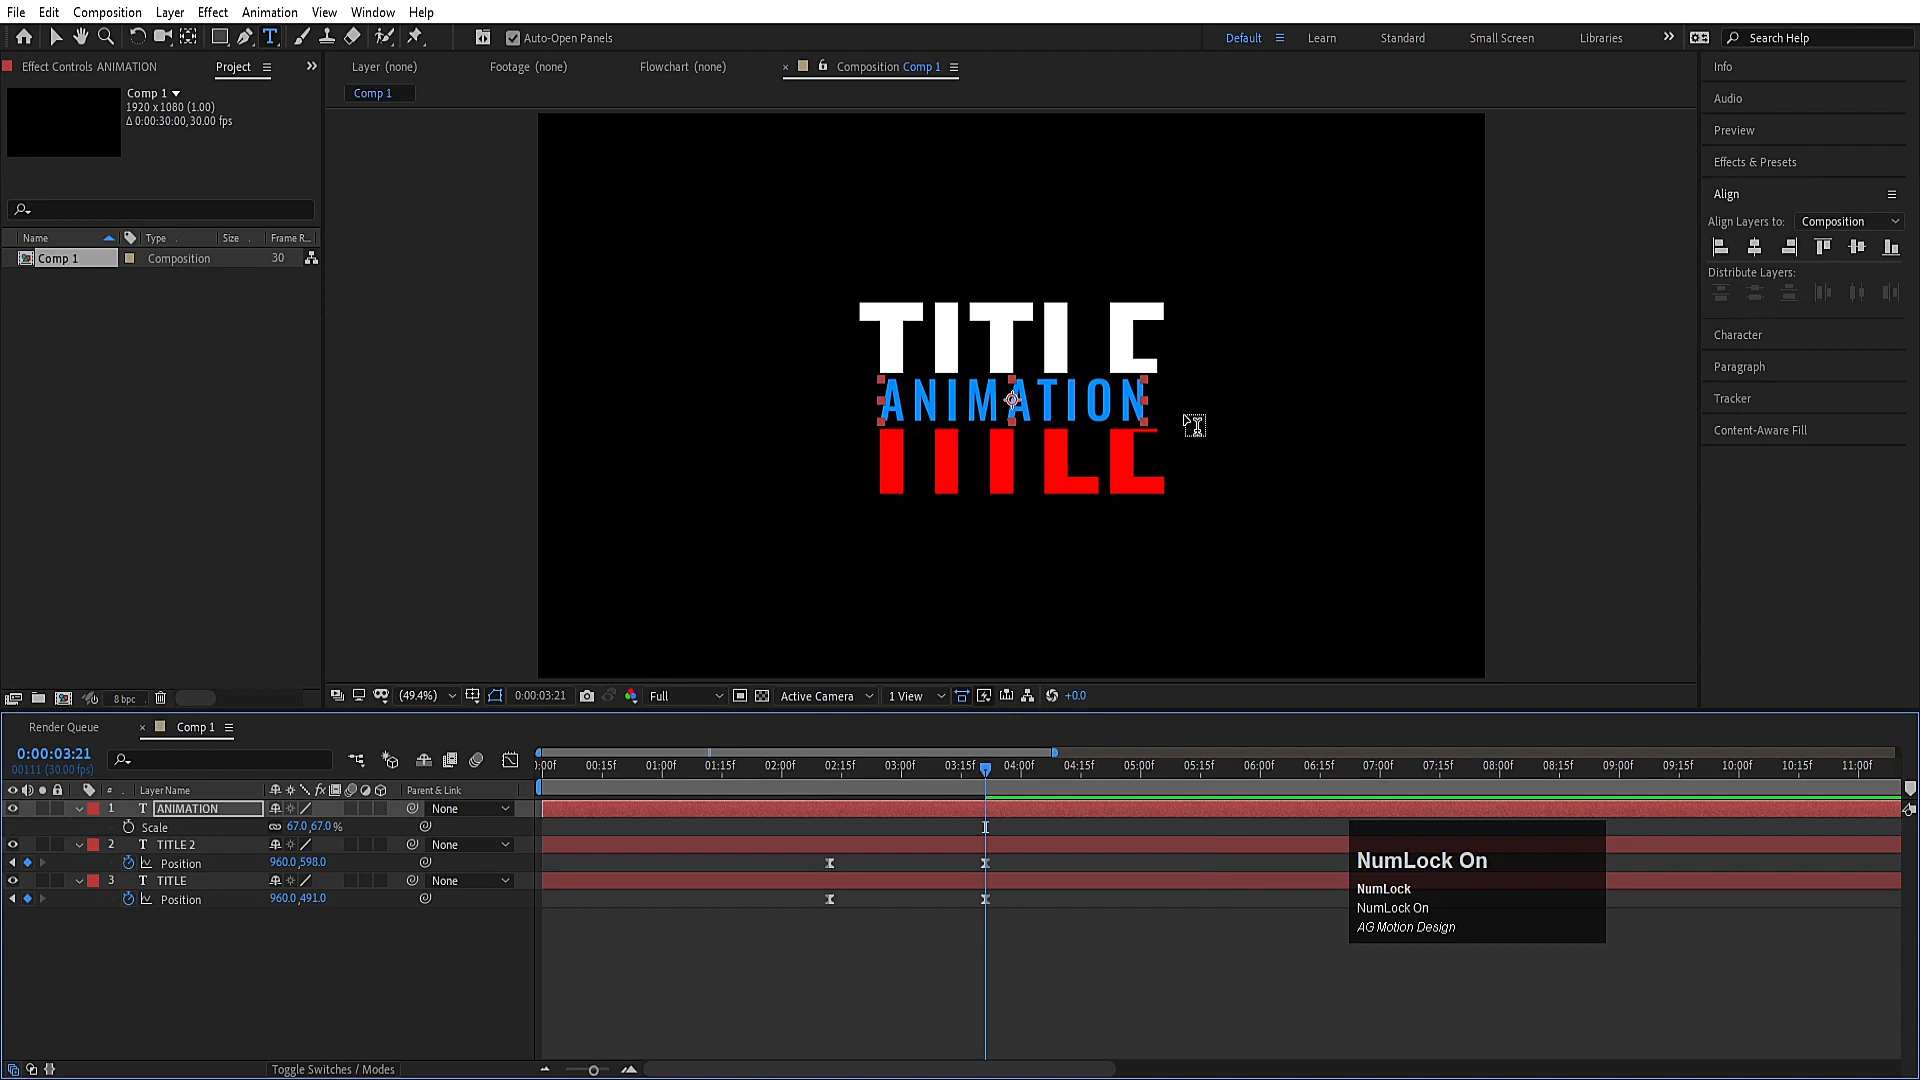 File Edit Composition Layer Effect Animation View Window Help
Auto-Open Panels
Default Learn Standard Small Screen Libraries Search Help
Effect Controls ANIMATION Project
Layer (none) Footage (none) Flowchart (none) Composition Comp 1
Comp 1
Comp 1
1920 x 1080 (1.00)
Δ 0:00:30:00, 30.00 fps
Name Type Size Frame R...
Comp 1 Composition 30
TITLE
ANIMATION
TITLE
Info
Audio
Preview
Effects & Presets
Align
Align Layers to: Composition
Distribute Layers:
Character
Paragraph
Tracker
Content-Aware Fill
8 bpc
(49.4%) 0:00:03:21 Full Active Camera 1 View +0.0
Render Queue Comp 1
0:00:03:21
00111 (30.00 fps)
:00f 00:15f 01:00f 01:15f 02:00f 02:15f 03:00f 03:15f 04:00f 04:15f 05:00f 05:15f 06:00f 06:15f 07:00f 07:15f 08:00f 08:15f 09:00f 09:15f 10:00f 10:15f 11:00f
# Layer Name fx Parent & Link
1 T ANIMATION None
Scale 67.0,67.0%
2 T TITLE 2 None
Position 960.0,598.0
3 T TITLE None
Position 960.0,491.0
NumLock On
NumLock
NumLock On
AG Motion Design
Toggle Switches / Modes